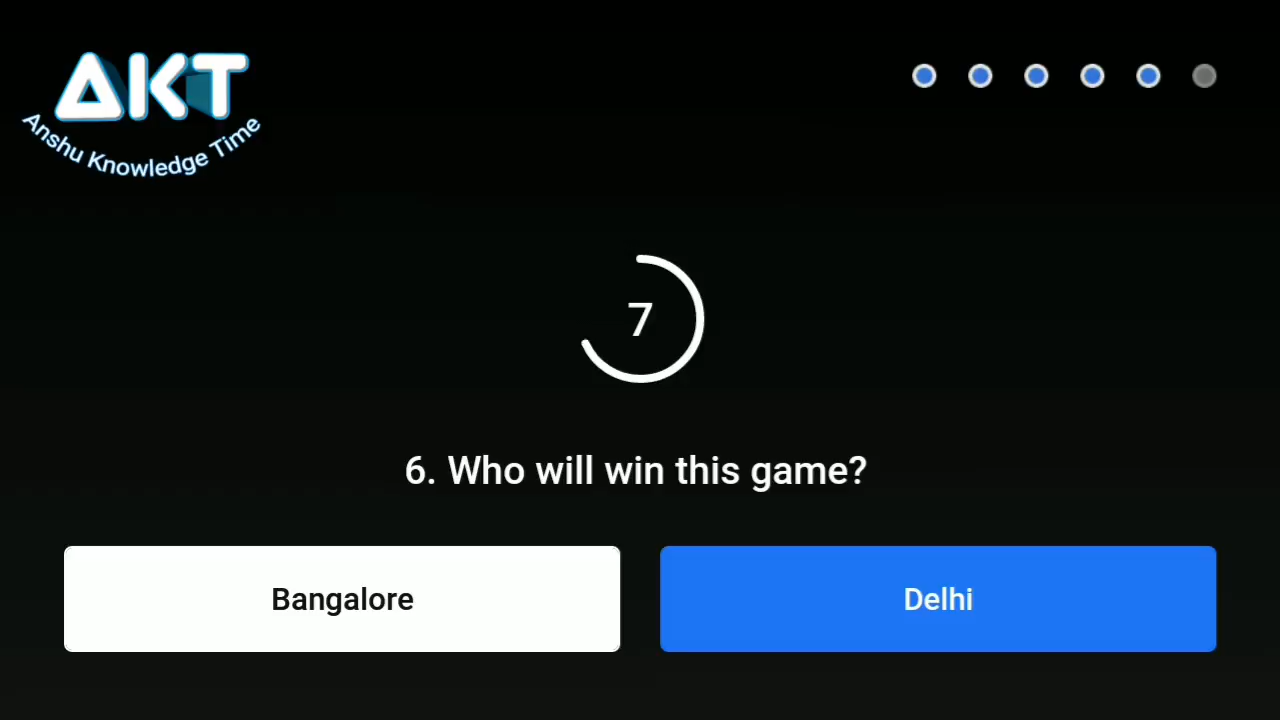 AKT
Anshu Knowledge Time
7
6. Who will win this game?
Bangalore
Delhi